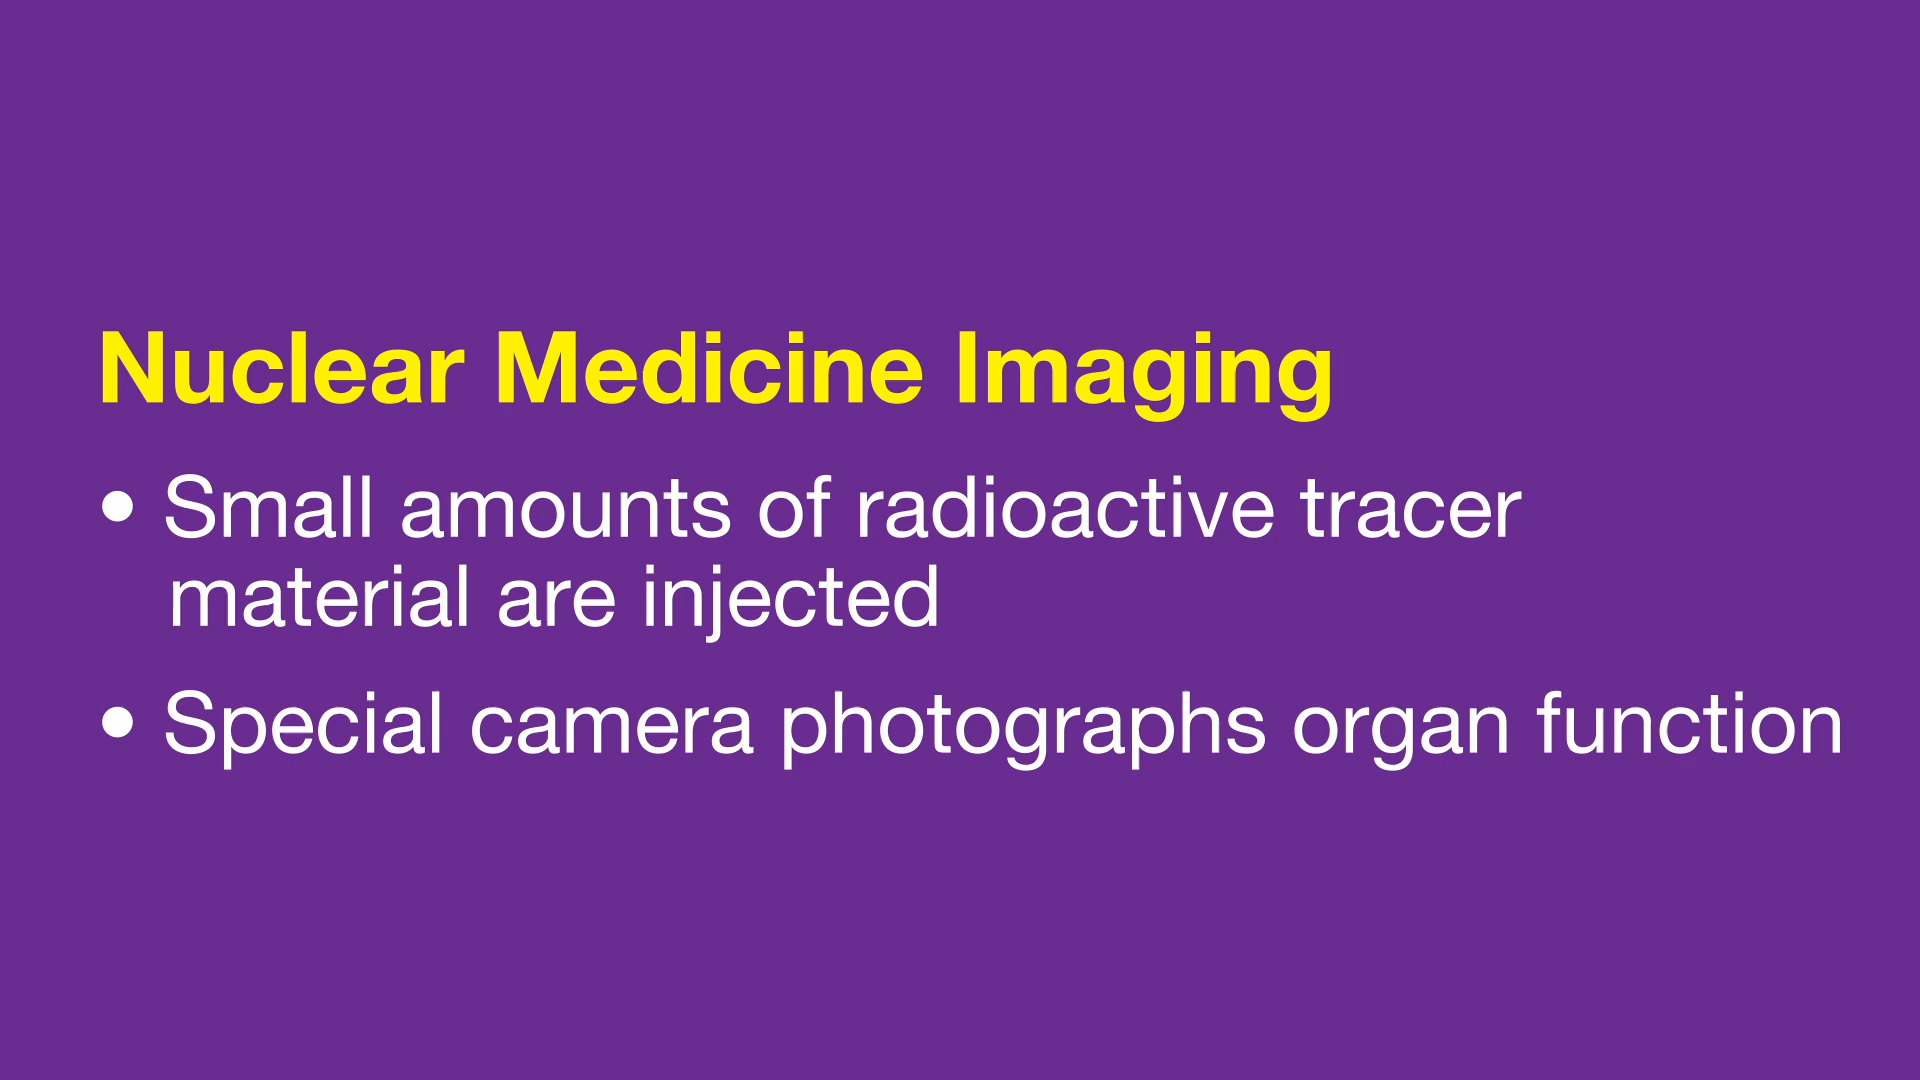 Nuclear Medicine Imaging
• Small amounts of radioactive tracer
material are injected
• Special camera photographs organ function